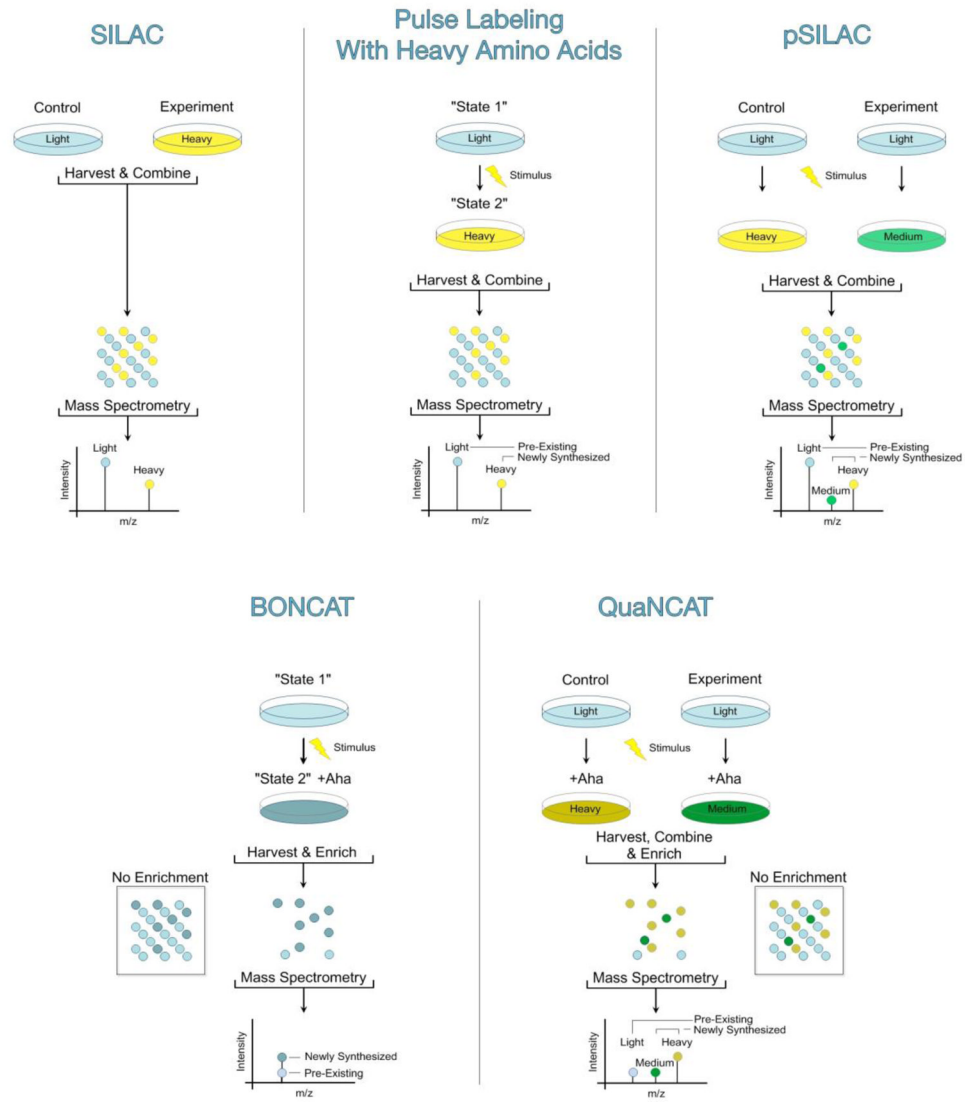 SILAC
Control
Experiment
Light
Heavy
Harvest & Combine
Mass Spectrometry
Light
Heavy
Intensity
m/z
Pulse Labeling
With Heavy Amino Acids
"State 1"
Light
Stimulus
"State 2"
Heavy
Harvest & Combine
Mass Spectrometry
Light
Pre-Existing
Newly Synthesized
Heavy
Intensity
m/z
pSILAC
Control
Experiment
Light
Light
Stimulus
Heavy
Medium
Harvest & Combine
Mass Spectrometry
Light
Pre-Existing
Newly Synthesized
Heavy
Medium
Intensity
m/z
BONCAT
"State 1"
Stimulus
"State 2" +Aha
Harvest & Enrich
No Enrichment
Mass Spectrometry
Newly Synthesized
Pre-Existing
Intensity
m/z
QuaNCAT
Control
Experiment
Light
Light
Stimulus
+Aha
+Aha
Heavy
Medium
Harvest, Combine
& Enrich
No Enrichment
Mass Spectrometry
Pre-Existing
Newly Synthesized
Light
Heavy
Medium
Intensity
m/z